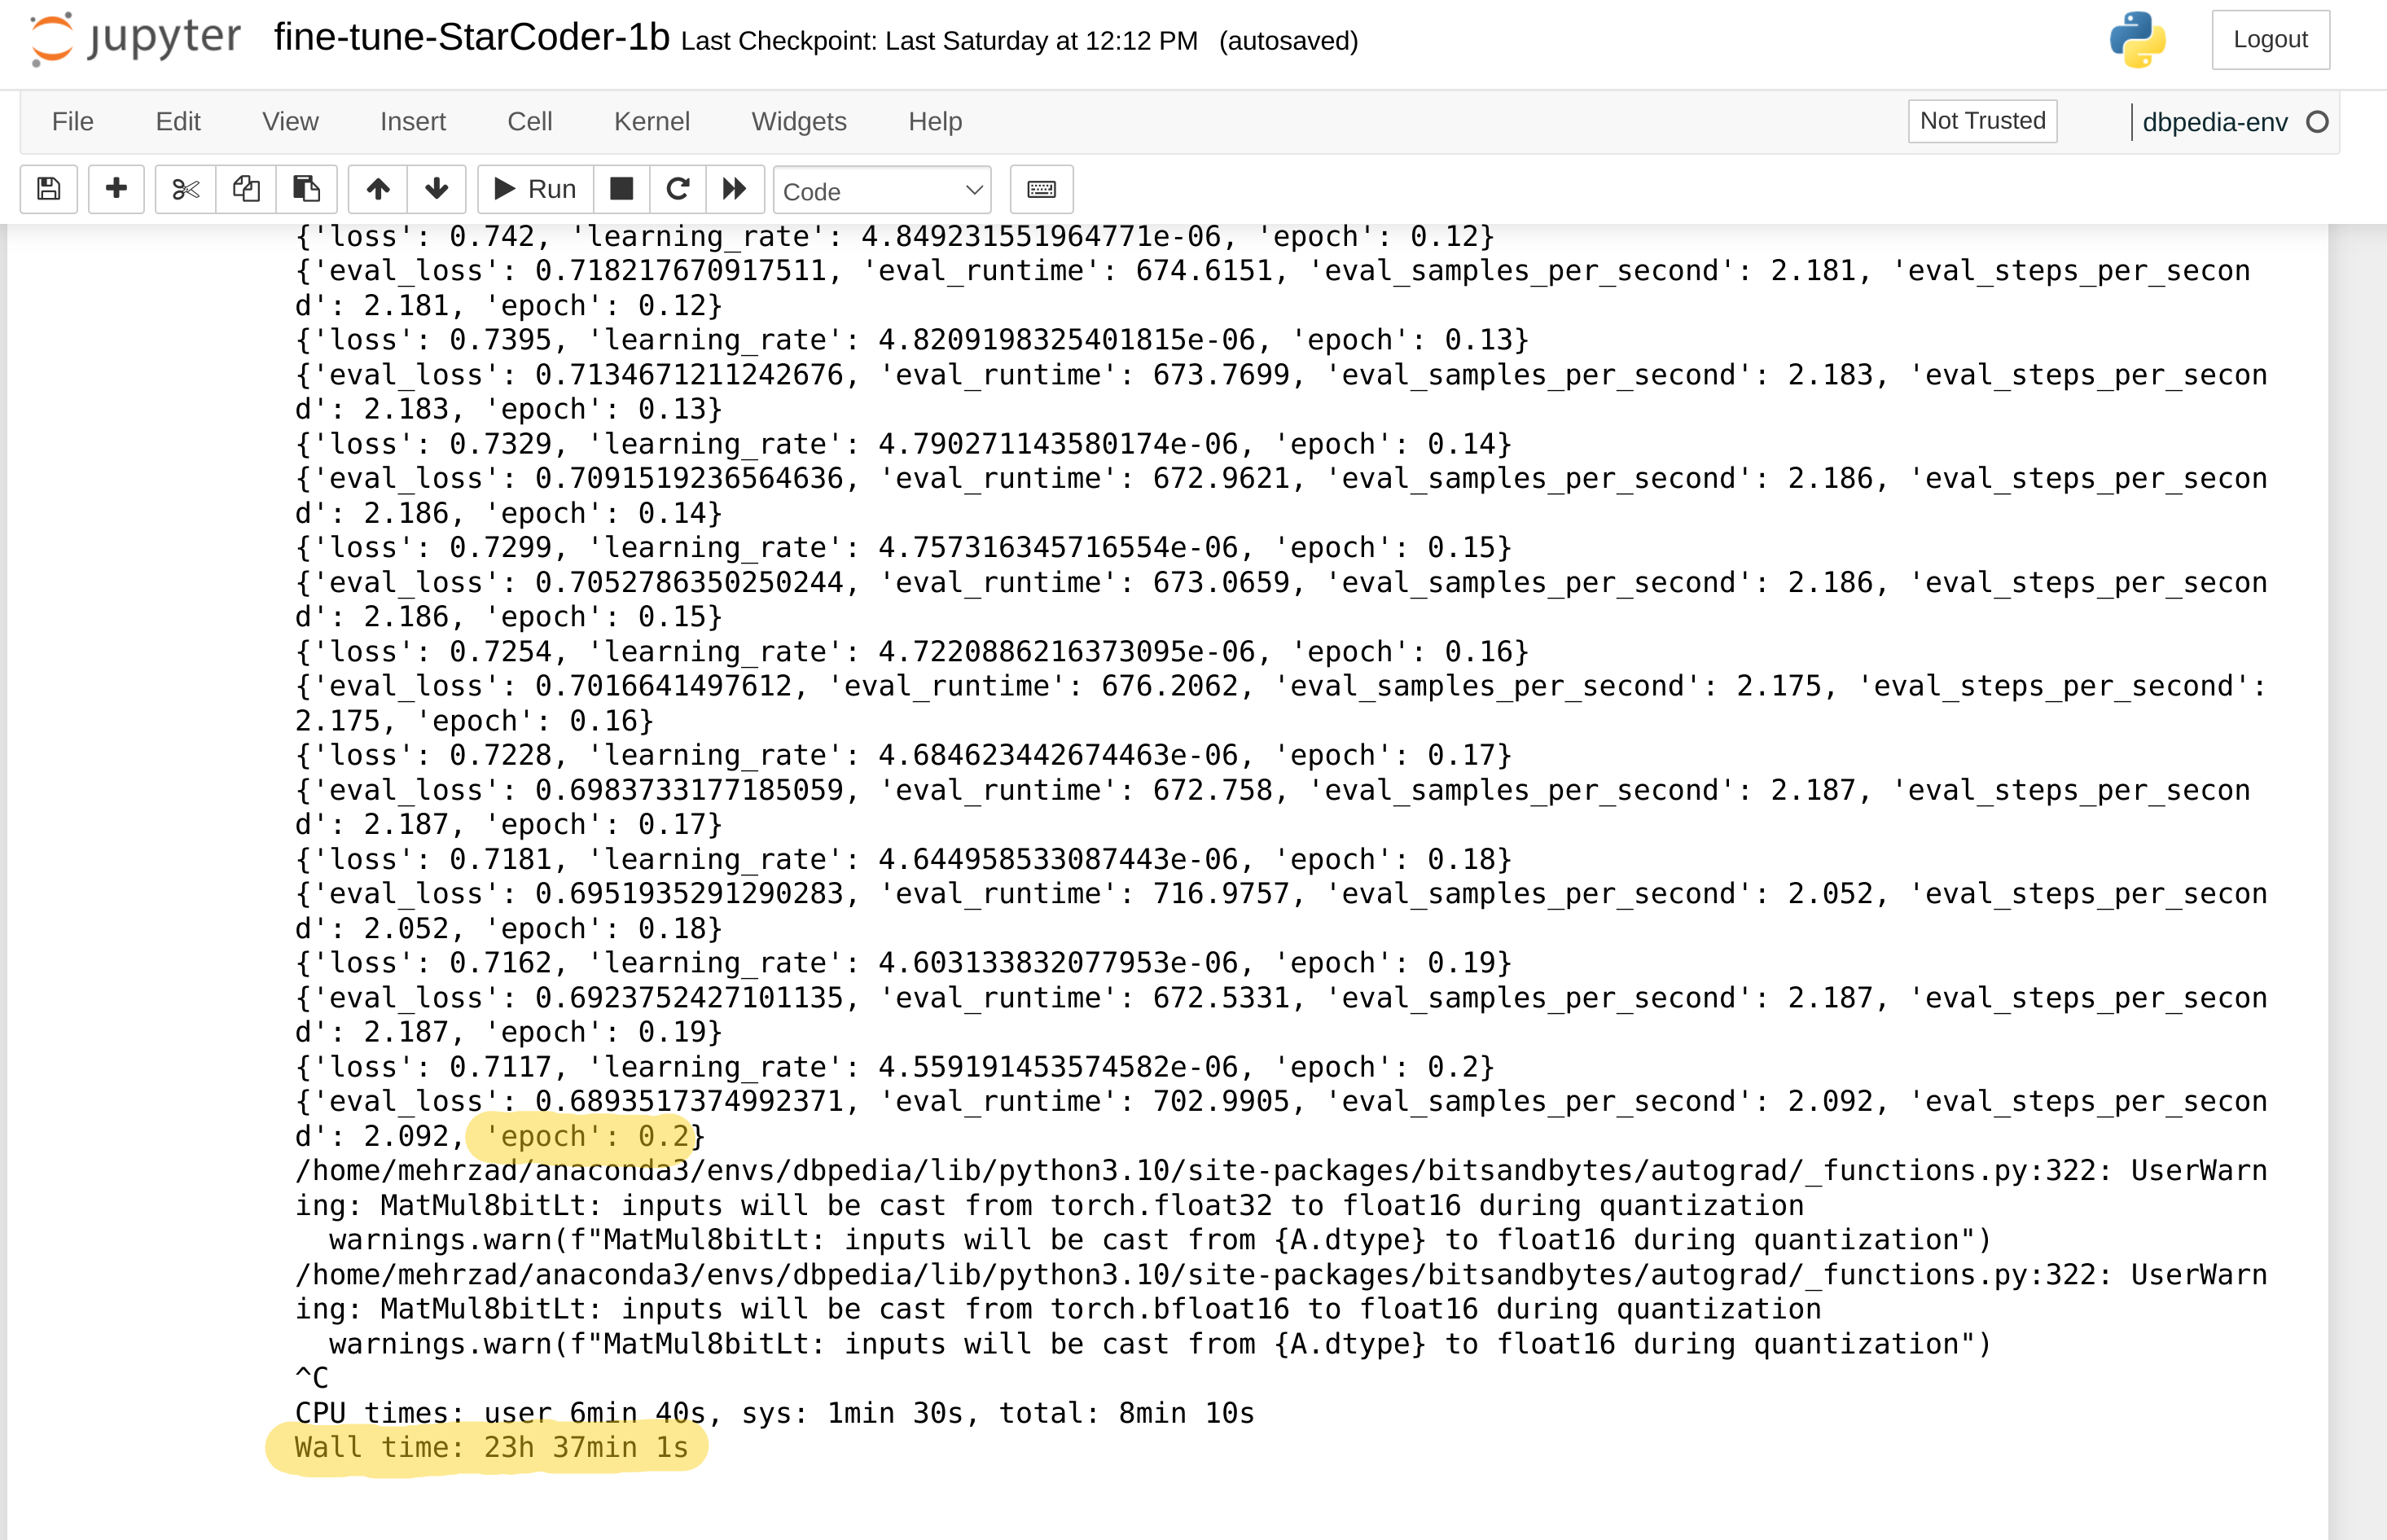 jupyter fine-tune-StarCoder-1b Last Checkpoint: Last Saturday at 12:12 PM (autosaved) Logout
File Edit View Insert Cell Kernel Widgets Help Not Trusted dbpedia-env
Run Code
{'loss': 0.742, 'learning_rate': 4.849231551964771e-06, 'epoch': 0.12}
{'eval_loss': 0.718217670917511, 'eval_runtime': 674.6151, 'eval_samples_per_second': 2.181, 'eval_steps_per_secon
d': 2.181, 'epoch': 0.12}
{'loss': 0.7395, 'learning_rate': 4.8209198325401815e-06, 'epoch': 0.13}
{'eval_loss': 0.7134671211242676, 'eval_runtime': 673.7699, 'eval_samples_per_second': 2.183, 'eval_steps_per_secon
d': 2.183, 'epoch': 0.13}
{'loss': 0.7329, 'learning_rate': 4.790271143580174e-06, 'epoch': 0.14}
{'eval_loss': 0.7091519236564636, 'eval_runtime': 672.9621, 'eval_samples_per_second': 2.186, 'eval_steps_per_secon
d': 2.186, 'epoch': 0.14}
{'loss': 0.7299, 'learning_rate': 4.757316345716554e-06, 'epoch': 0.15}
{'eval_loss': 0.7052786350250244, 'eval_runtime': 673.0659, 'eval_samples_per_second': 2.186, 'eval_steps_per_secon
d': 2.186, 'epoch': 0.15}
{'loss': 0.7254, 'learning_rate': 4.7220886216373095e-06, 'epoch': 0.16}
{'eval_loss': 0.7016641497612, 'eval_runtime': 676.2062, 'eval_samples_per_second': 2.175, 'eval_steps_per_second':
2.175, 'epoch': 0.16}
{'loss': 0.7228, 'learning_rate': 4.684623442674463e-06, 'epoch': 0.17}
{'eval_loss': 0.6983733177185059, 'eval_runtime': 672.758, 'eval_samples_per_second': 2.187, 'eval_steps_per_secon
d': 2.187, 'epoch': 0.17}
{'loss': 0.7181, 'learning_rate': 4.644958533087443e-06, 'epoch': 0.18}
{'eval_loss': 0.6951935291290283, 'eval_runtime': 716.9757, 'eval_samples_per_second': 2.052, 'eval_steps_per_secon
d': 2.052, 'epoch': 0.18}
{'loss': 0.7162, 'learning_rate': 4.603133832077953e-06, 'epoch': 0.19}
{'eval_loss': 0.6923752427101135, 'eval_runtime': 672.5331, 'eval_samples_per_second': 2.187, 'eval_steps_per_secon
d': 2.187, 'epoch': 0.19}
{'loss': 0.7117, 'learning_rate': 4.559191453574582e-06, 'epoch': 0.2}
{'eval_loss': 0.6893517374992371, 'eval_runtime': 702.9905, 'eval_samples_per_second': 2.092, 'eval_steps_per_secon
d': 2.092, 'epoch': 0.2}
/home/mehrzad/anaconda3/envs/dbpedia/lib/python3.10/site-packages/bitsandbytes/autograd/_functions.py:322: UserWarn
ing: MatMul8bitLt: inputs will be cast from torch.float32 to float16 during quantization
  warnings.warn(f"MatMul8bitLt: inputs will be cast from {A.dtype} to float16 during quantization")
/home/mehrzad/anaconda3/envs/dbpedia/lib/python3.10/site-packages/bitsandbytes/autograd/_functions.py:322: UserWarn
ing: MatMul8bitLt: inputs will be cast from torch.bfloat16 to float16 during quantization
  warnings.warn(f"MatMul8bitLt: inputs will be cast from {A.dtype} to float16 during quantization")
^C
CPU times: user 6min 40s, sys: 1min 30s, total: 8min 10s
Wall time: 23h 37min 1s